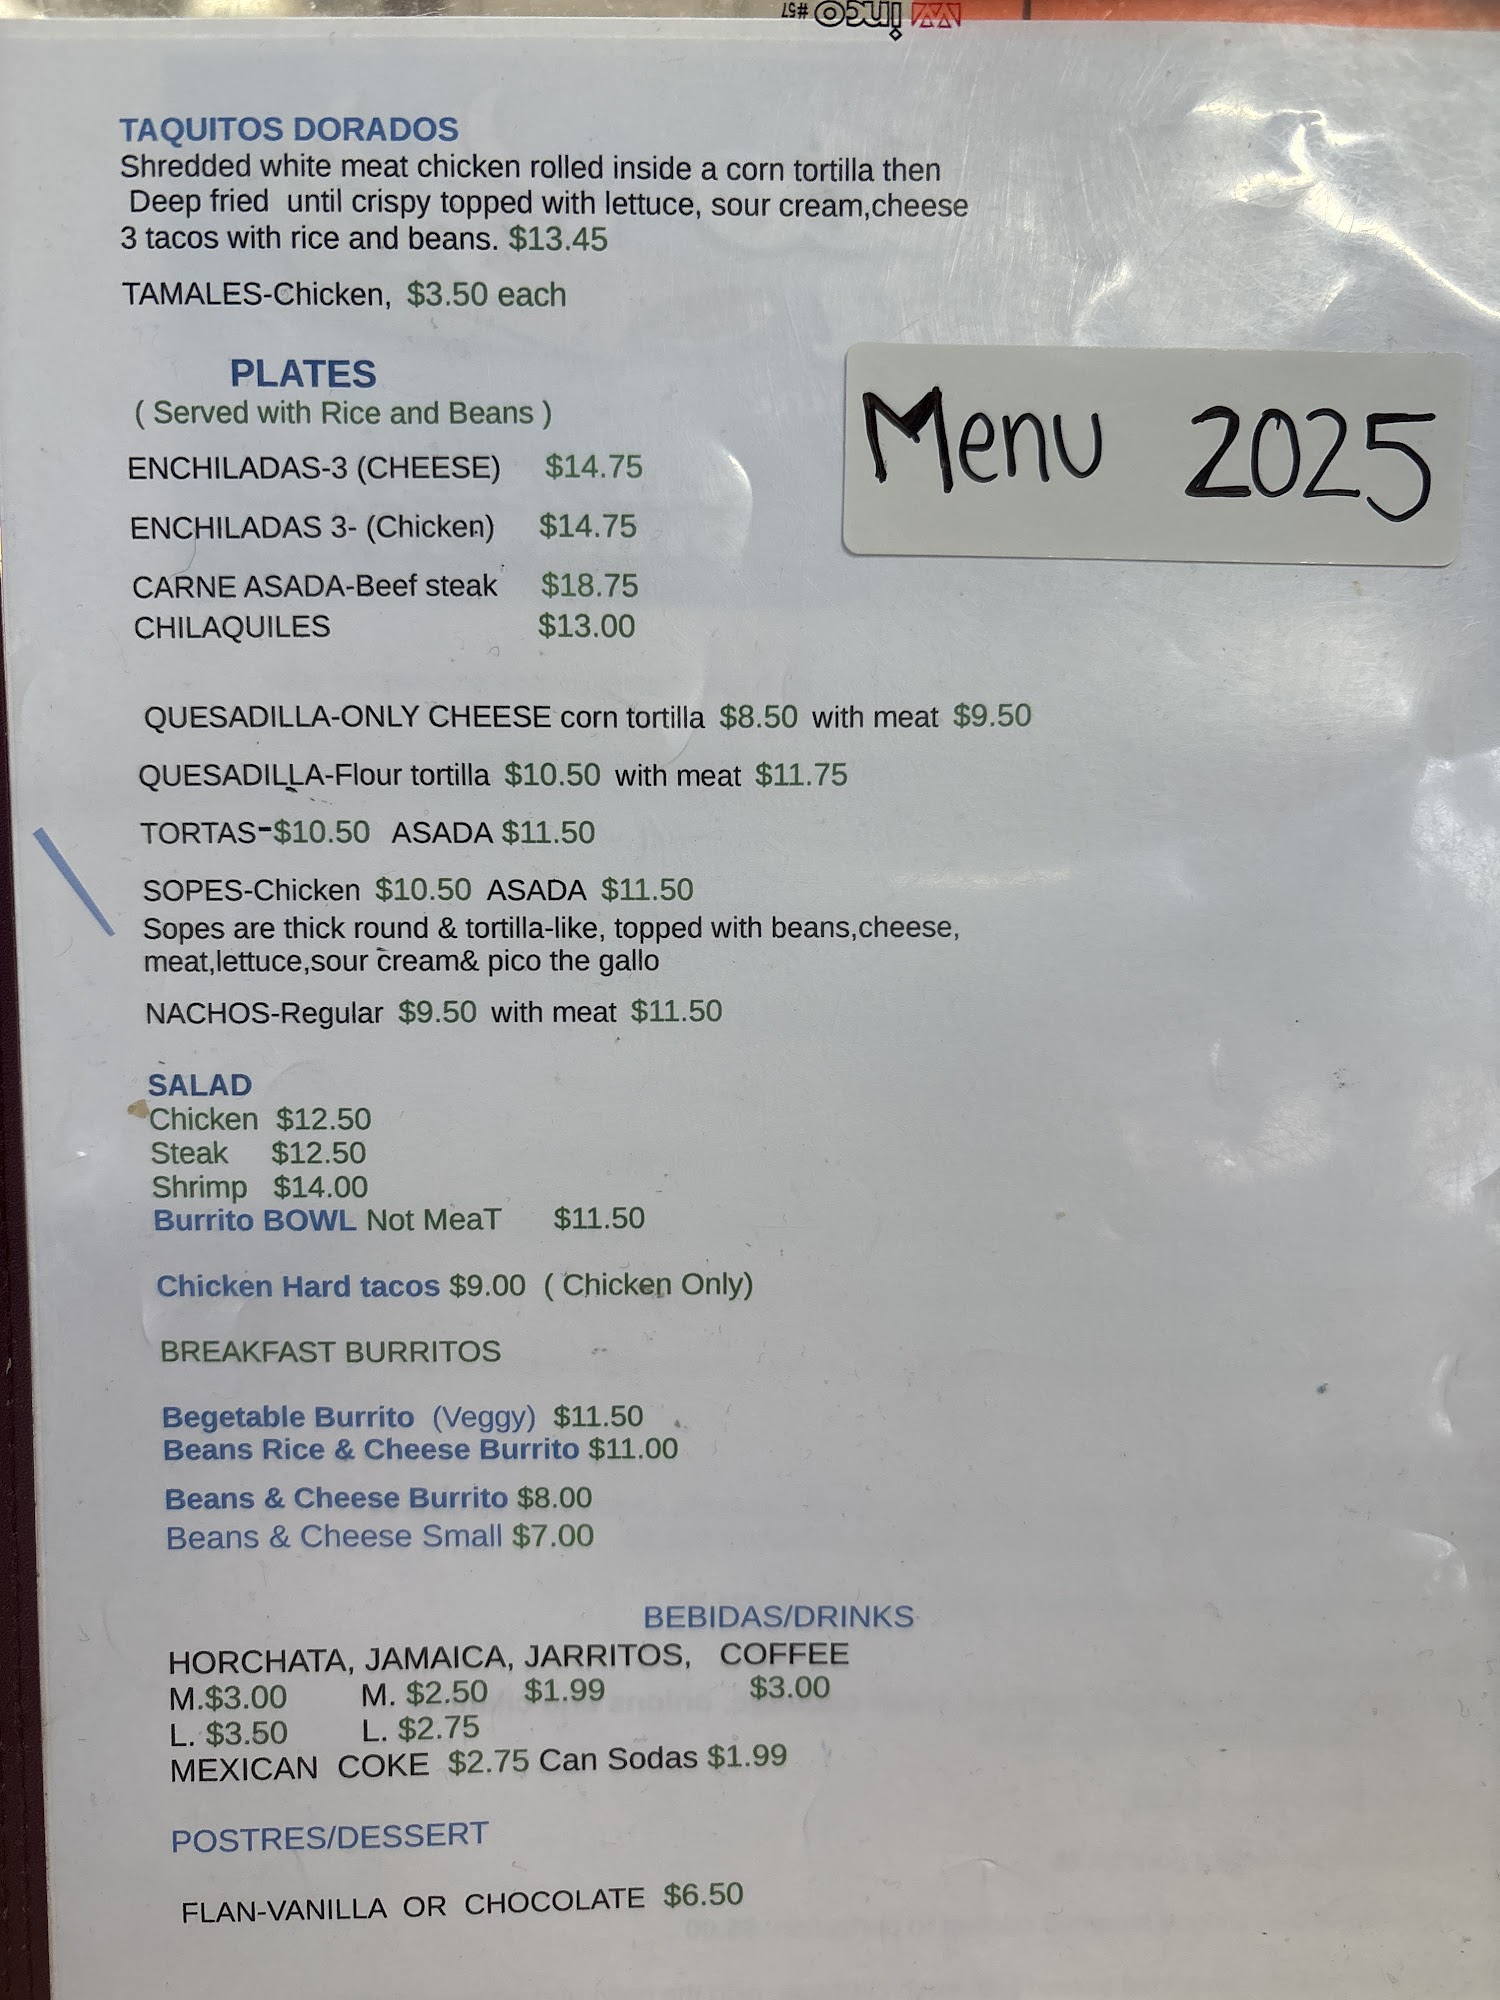 inco #57
TAQUITOS DORADOS
Shredded white meat chicken rolled inside a corn tortilla then
Deep fried until crispy topped with lettuce, sour cream,cheese
3 tacos with rice and beans. $13.45
TAMALES-Chicken, $3.50 each
PLATES
( Served with Rice and Beans )
Menu 2025
ENCHILADAS-3 (CHEESE) $14.75
ENCHILADAS 3- (Chicken) $14.75
CARNE ASADA-Beef steak $18.75
CHILAQUILES $13.00
QUESADILLA-ONLY CHEESE corn tortilla $8.50 with meat $9.50
QUESADILLA-Flour tortilla $10.50 with meat $11.75
TORTAS-$10.50 ASADA $11.50
SOPES-Chicken $10.50 ASADA $11.50
Sopes are thick round & tortilla-like, topped with beans,cheese,
meat,lettuce,sour cream& pico the gallo
NACHOS-Regular $9.50 with meat $11.50
SALAD
Chicken $12.50
Steak $12.50
Shrimp $14.00
Burrito BOWL Not MeaT $11.50
Chicken Hard tacos $9.00 ( Chicken Only)
BREAKFAST BURRITOS
Begetable Burrito (Veggy) $11.50
Beans Rice & Cheese Burrito $11.00
Beans & Cheese Burrito $8.00
Beans & Cheese Small $7.00
BEBIDAS/DRINKS
HORCHATA, JAMAICA, JARRITOS, COFFEE
M.$3.00 M. $2.50 $1.99 $3.00
L. $3.50 L. $2.75
MEXICAN COKE $2.75 Can Sodas $1.99
POSTRES/DESSERT
FLAN-VANILLA OR CHOCOLATE $6.50